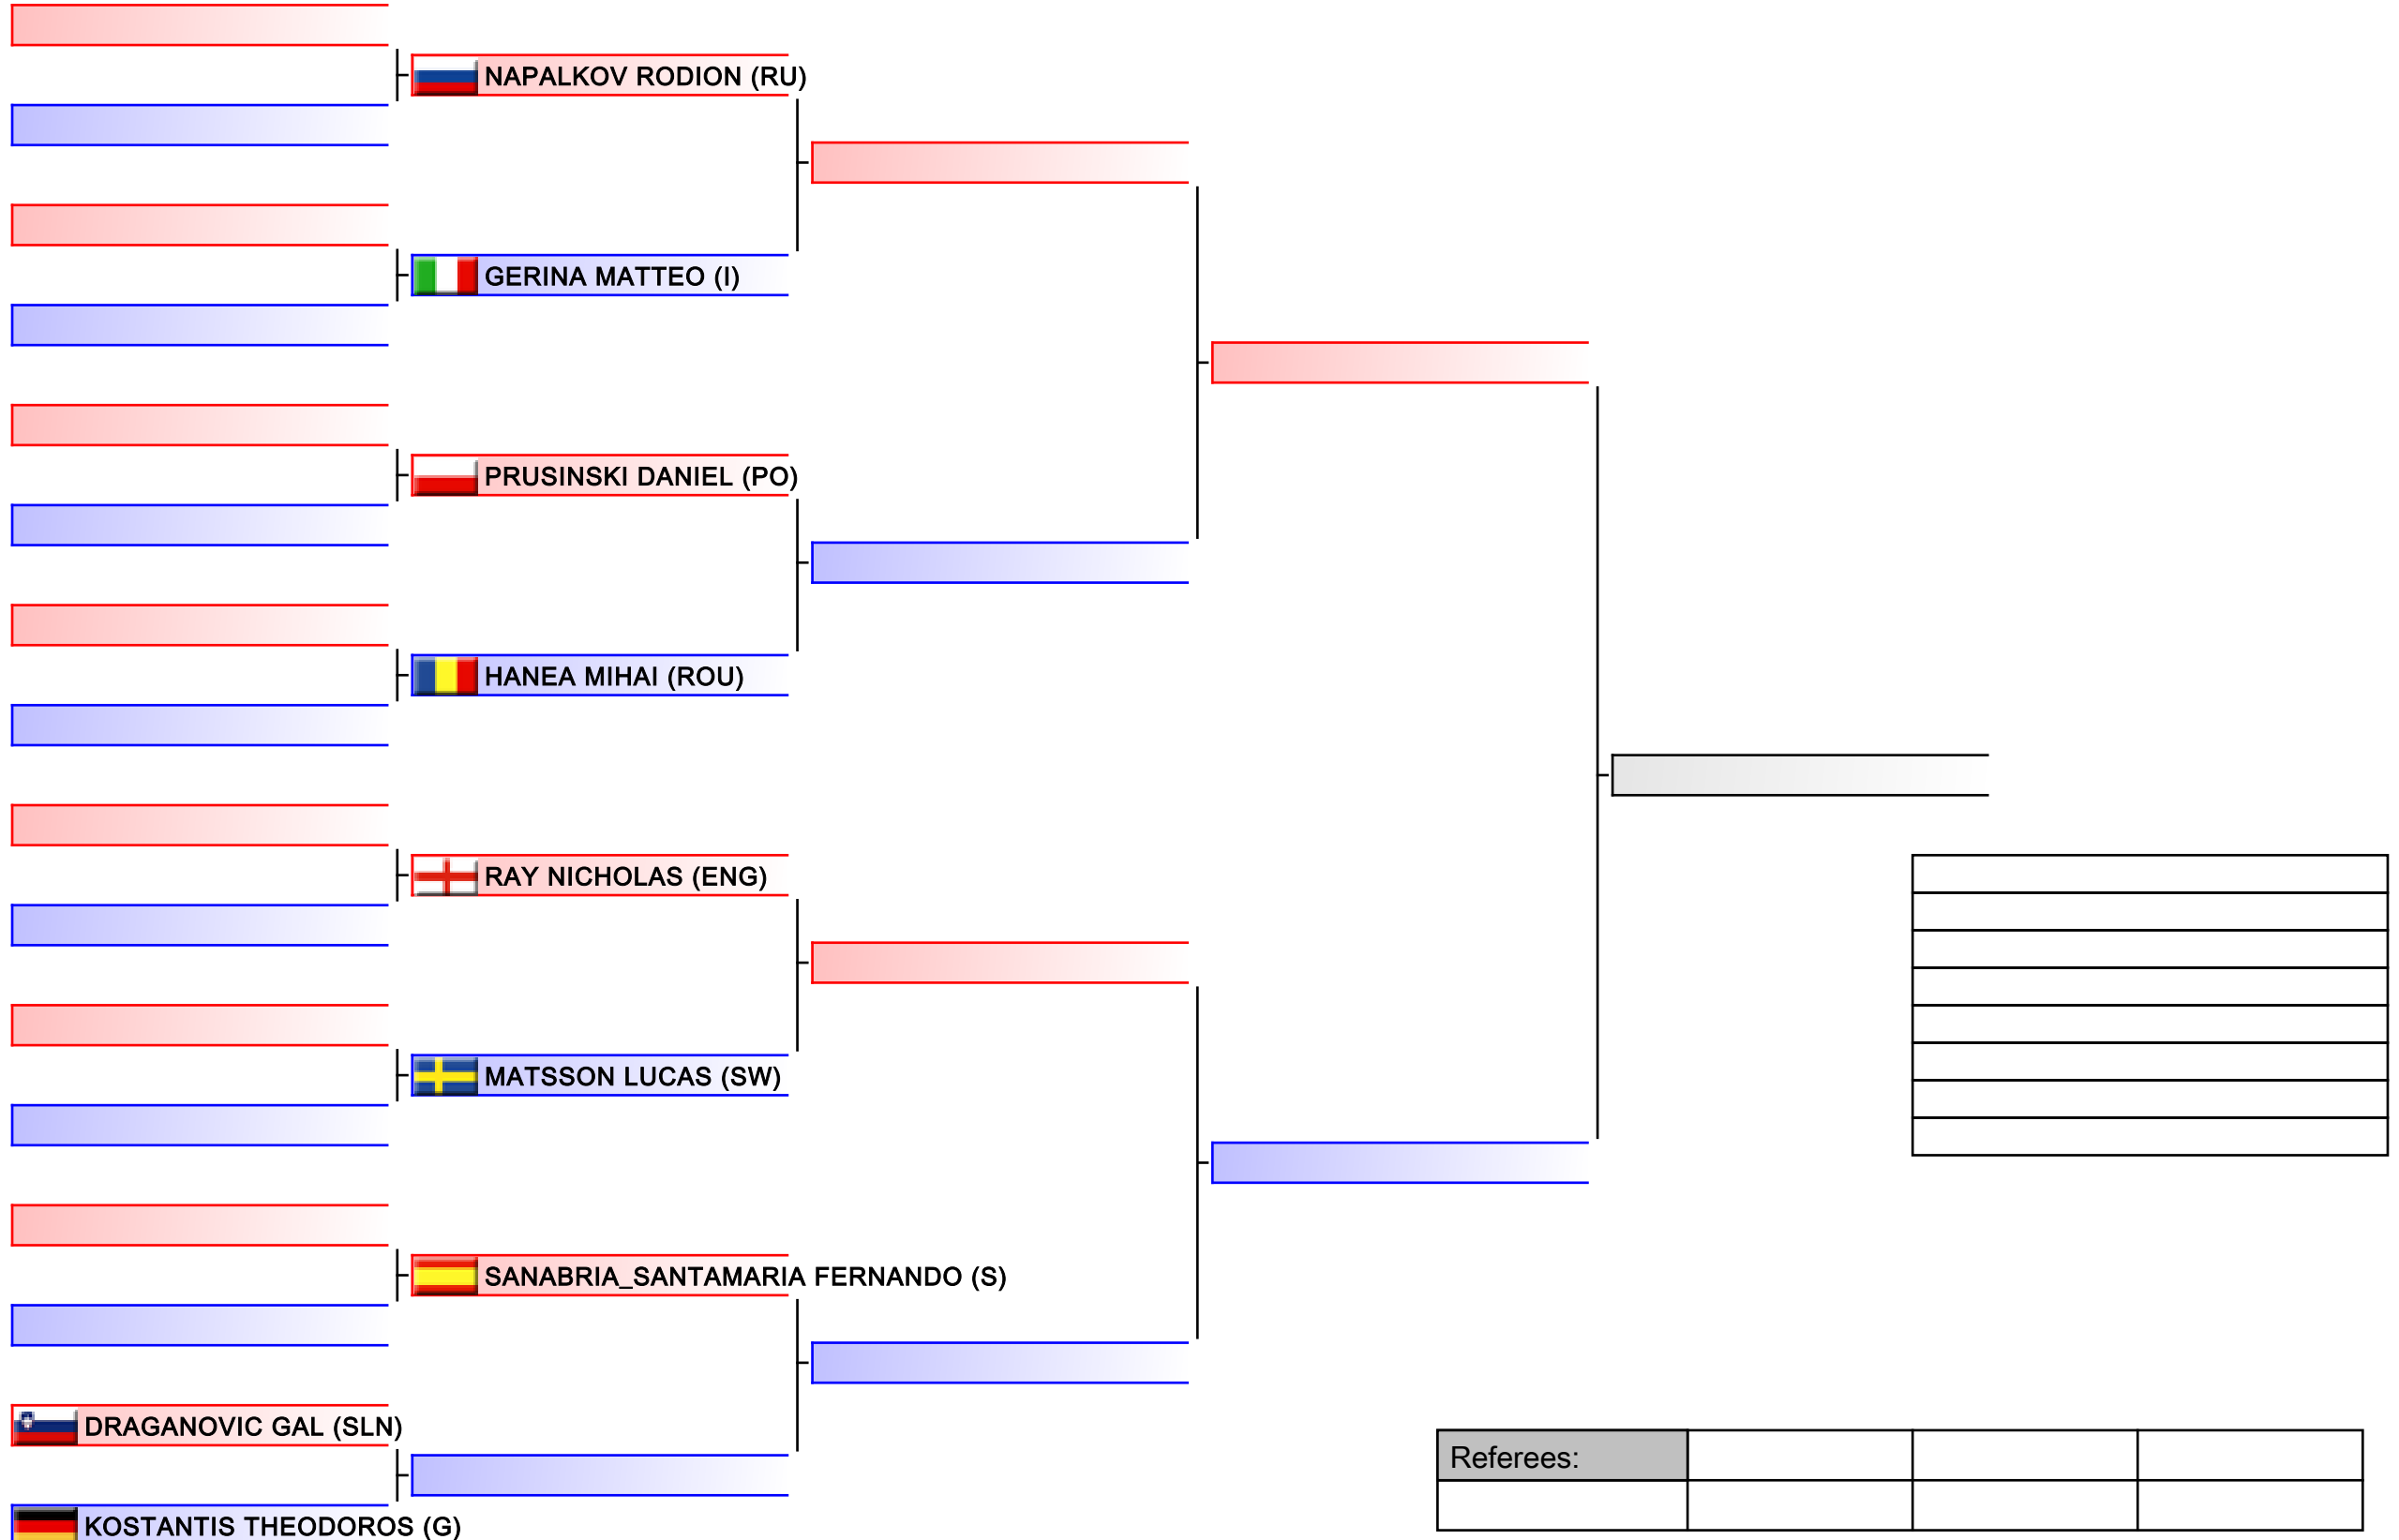 NAPALKOV RODION (RU)
GERINA MATTEO (I)
PRUSINSKI DANIEL (PO)
HANEA MIHAI (ROU)
RAY NICHOLAS (ENG)
MATSSON LUCAS (SW)
SANABRIA_SANTAMARIA FERNANDO (S)
DRAGANOVIC GAL (SLN)
KOSTANTIS THEODOROS (G)
Referees: